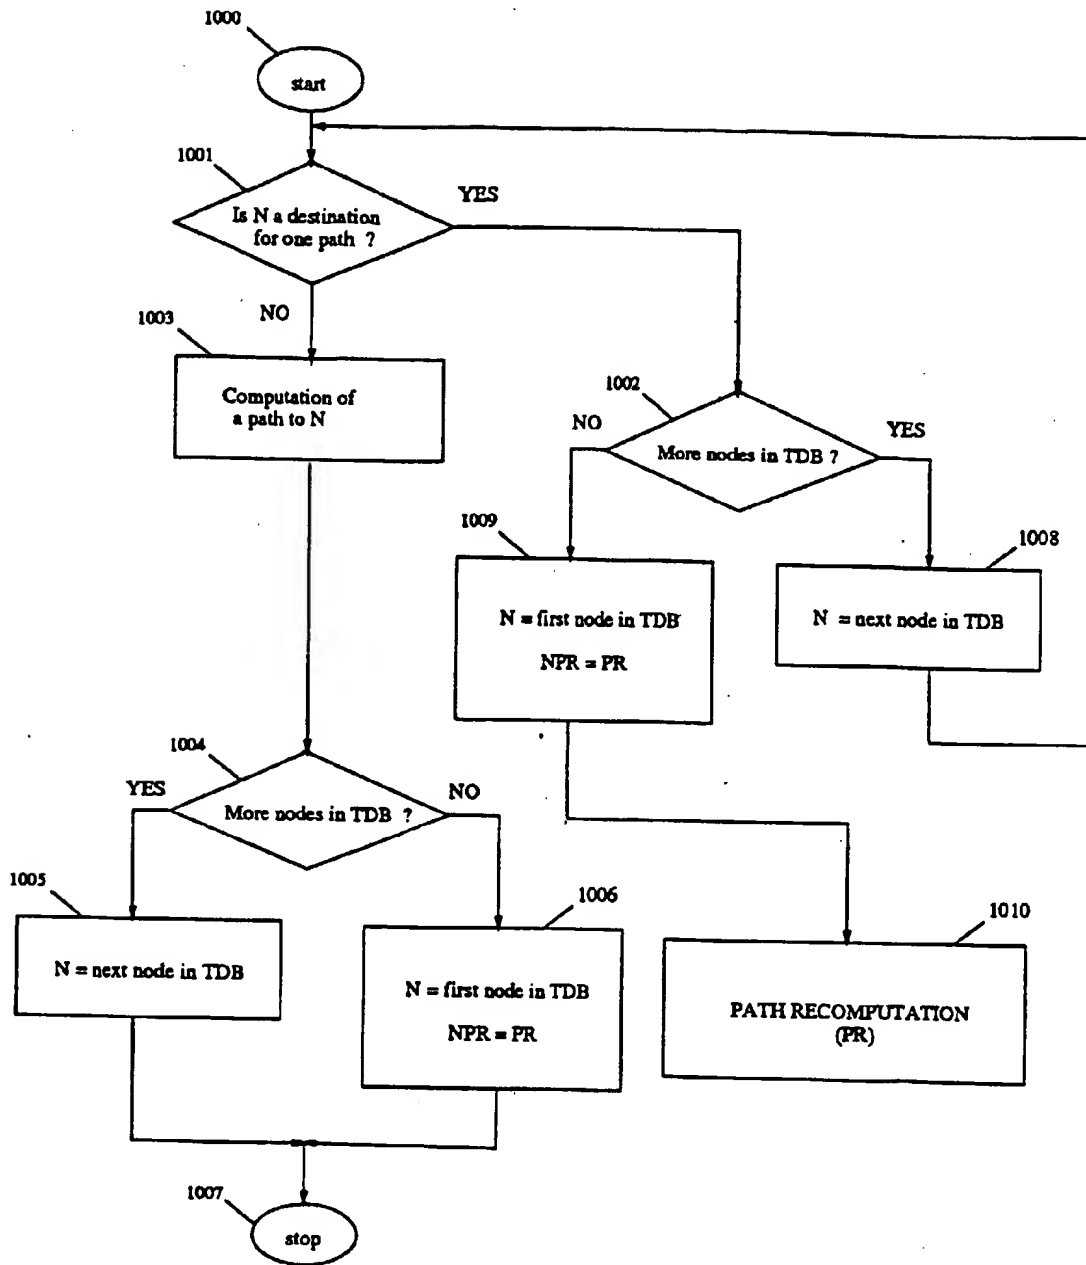 1000
start
1001
YES
Is N a destination
for one path ?
NO
1003
Computation of
a path to N
1002
NO
YES
More nodes in TDB ?
1009
1008
N = first node in TDB
NPR = PR
N = next node in TDB
1004
YES
NO
More nodes in TDB ?
1005
1006
1010
N = next node in TDB
N = first node in TDB
NPR = PR
PATH RECOMPUTATION
(PR)
1007
stop